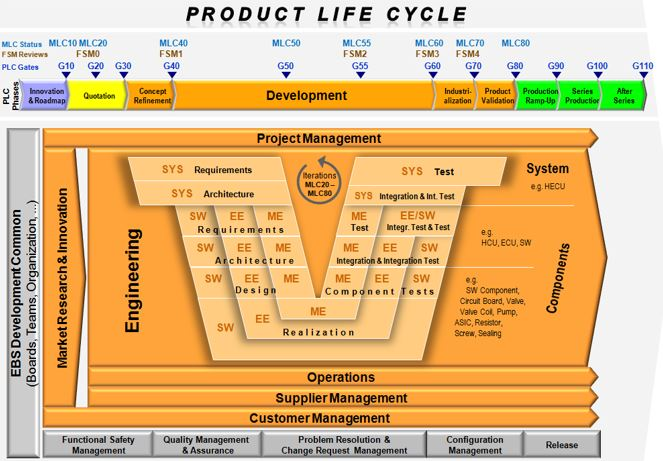 PRODUCT LIFE CYCLE
MLC Status MLC10 MLC20 MLC40 MLC50 MLC55 MLC60 MLC70 MLC80
FSM Reviews FSM0 FSM1 FSM2 FSM3 FSM4
PLC Gates G10 G20 G30 G40 G50 G55 G60 G70 G80 G90 G100 G110
PLC Phases
Innovation & Roadmap
Quotation
Concept Refinement
Development
Industri-alization
Product Validation
Production Ramp-Up
Series Production
After Series
EBS Development Common
(Boards, Teams, Organization, ...)
Market Research & Innovation
Project Management
Engineering
SYS Requirements
SYS Architecture
Iterations
MLC20 –
MLC80
SYS Test
SYS Integration & Int. Test
System
e.g. HECU
SW EE ME
Requirements
ME EE/SW
Test Integr. Test & Test
e.g.
HCU, ECU, SW
SW EE ME
Architecture
ME EE SW
Integration & Integration Test
Components
SW EE ME
Design
ME EE SW
Component Tests
e.g.
SW Component,
Circuit Board, Valve,
Valve Coil, Pump,
ASIC, Resistor,
Screw, Sealing
ME
EE
SW
Realization
Operations
Supplier Management
Customer Management
Functional Safety Management
Quality Management & Assurance
Problem Resolution & Change Request Management
Configuration Management
Release